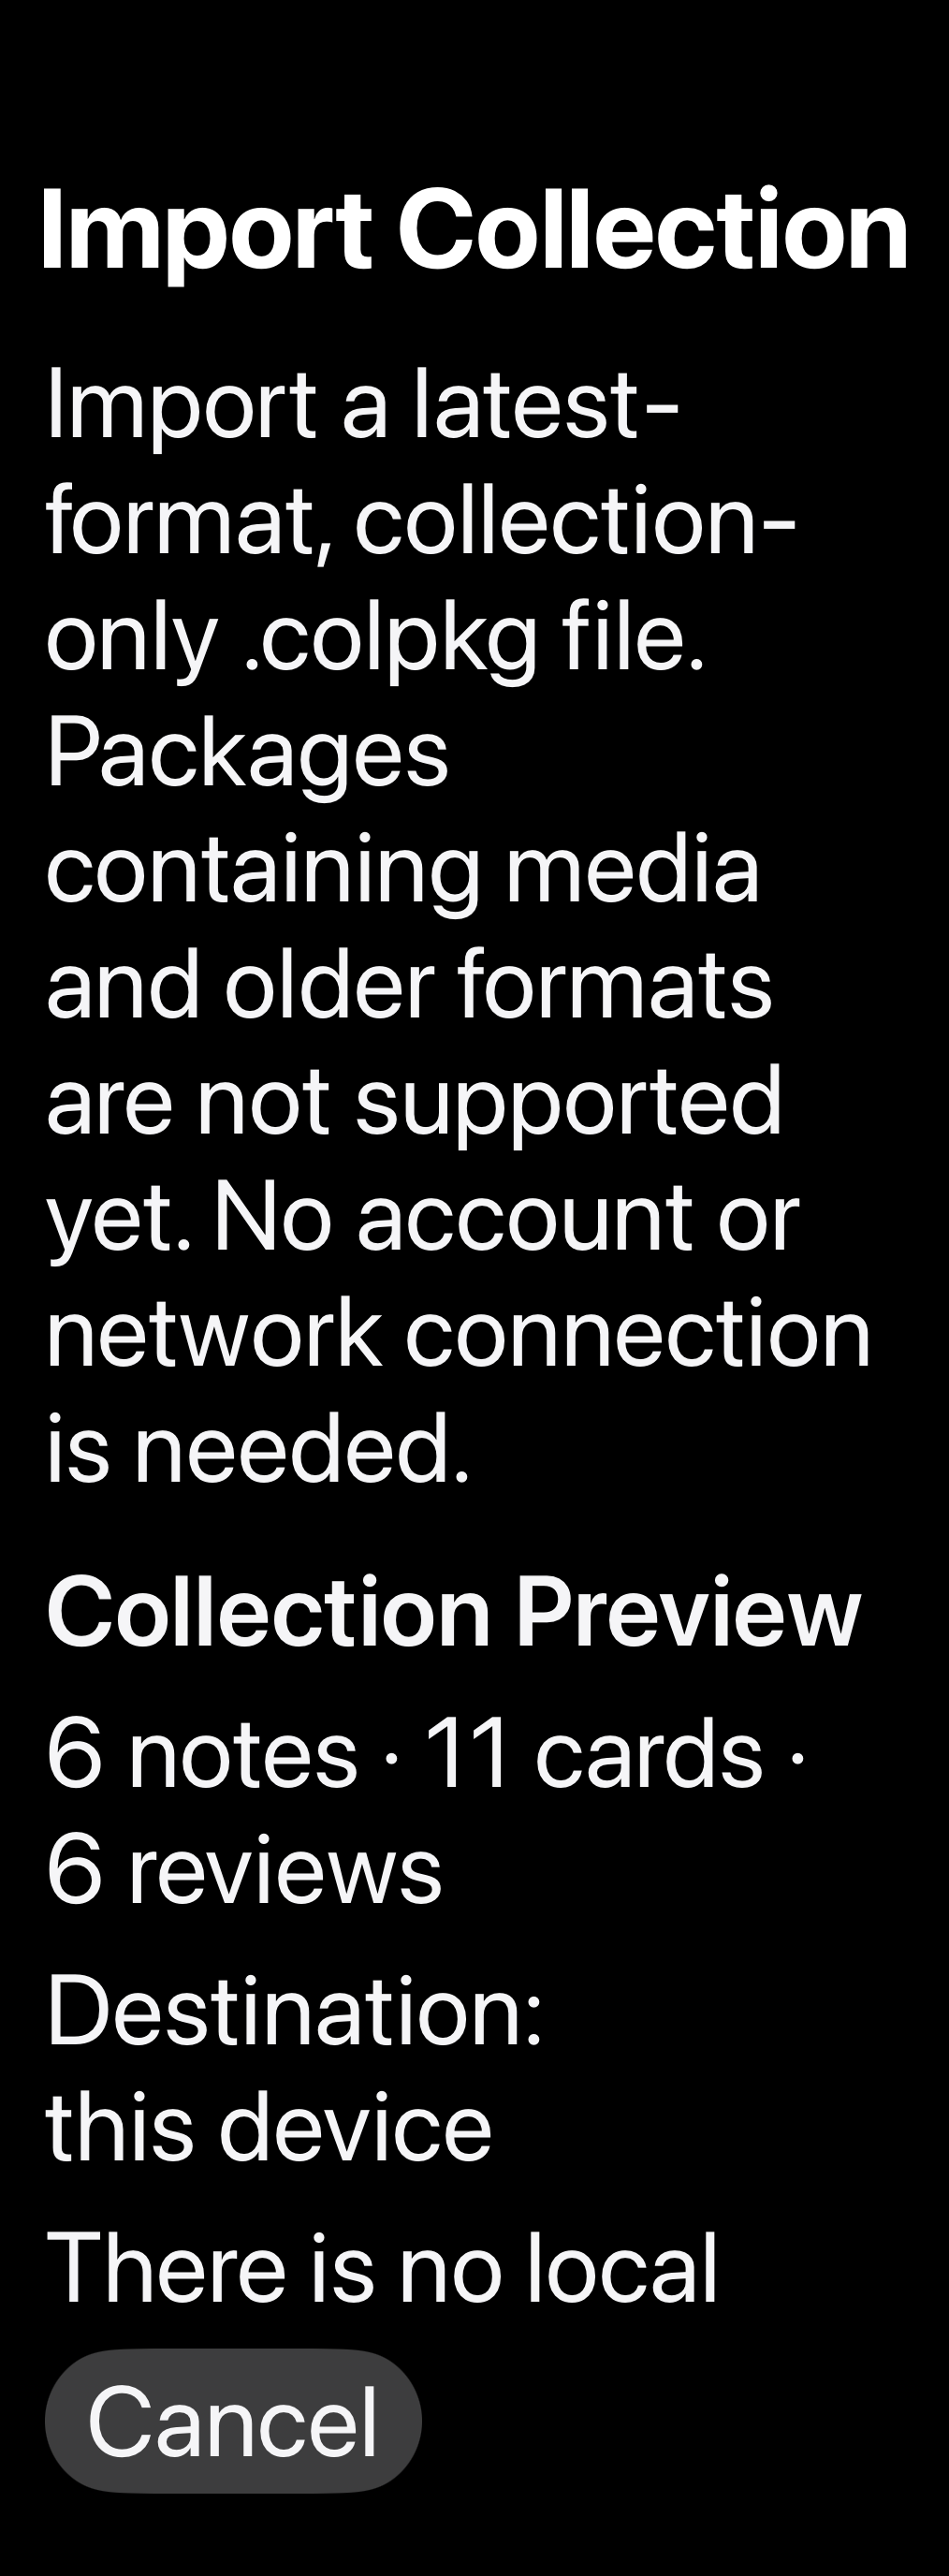 Import Collection
Import a latest-
format, collection-
only .colpkg file.
Packages
containing media
and older formats
are not supported
yet. No account or
network connection
is needed.
Collection Preview
6 notes · 11 cards ·
6 reviews
Destination:
this device
There is no local
Cancel